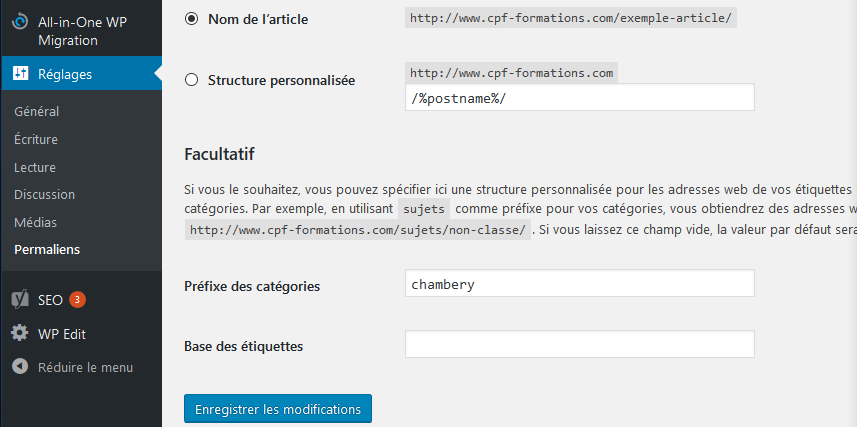 All-in-One WP
Migration
Réglages
Général
Écriture
Lecture
Discussion
Médias
Permaliens
SEO 3
WP Edit
Réduire le menu
Nom de l’article http://www.cpf-formations.com/exemple-article/
Structure personnalisée http://www.cpf-formations.com
/%postname%/
Facultatif
Si vous le souhaitez, vous pouvez spécifier ici une structure personnalisée pour les adresses web de vos étiquettes
catégories. Par exemple, en utilisant sujets comme préfixe pour vos catégories, vous obtiendrez des adresses w
http://www.cpf-formations.com/sujets/non-classe/ . Si vous laissez ce champ vide, la valeur par défaut sera
Préfixe des catégories chambery
Base des étiquettes
Enregistrer les modifications